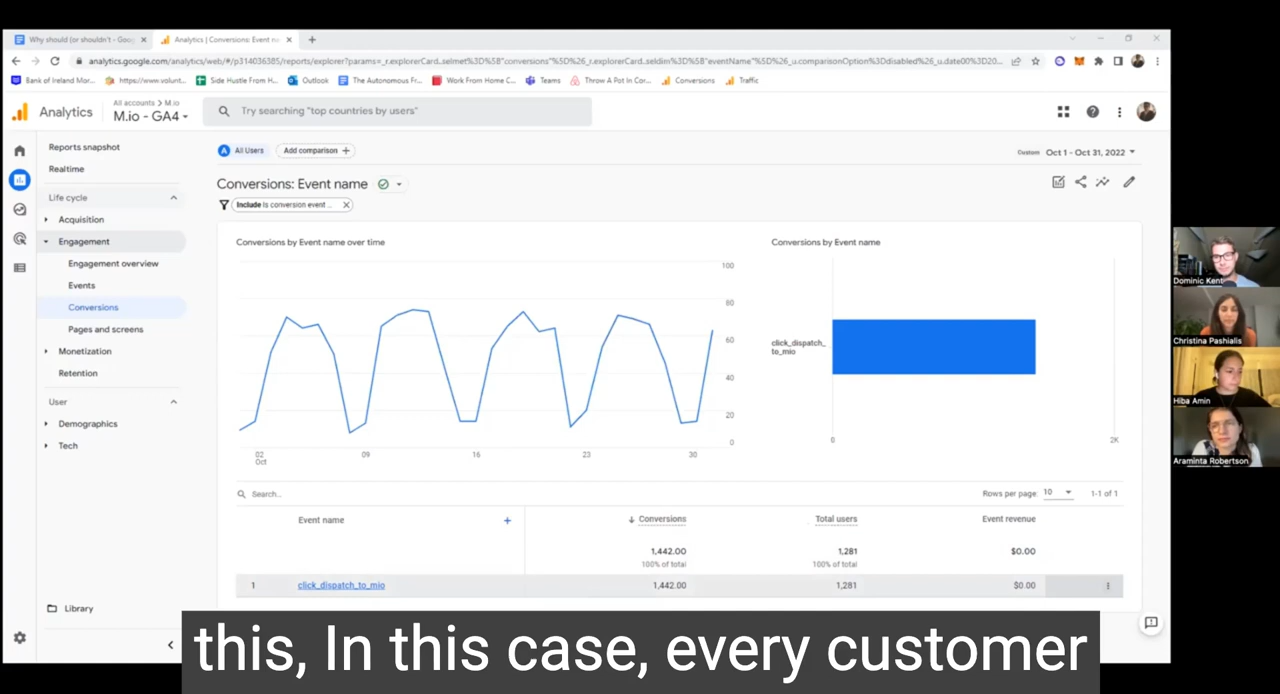 Why should (or shouldn't - Goog
Analytics | Conversions: Event na
analytics.google.com/analytics/web/#/p314036385/reports/explorer?params=_r.explorerCard..selmet%3D%5B"conversions"%5D%26_r.explorerCard..seldim%3D%5B"eventName"%5D%26_u.comparisonOption%3Ddisabled%26_u.date00%3D20...
Bank of Ireland Mor...
https://www.volunt...
Side Hustle From H...
Outlook
The Autonomous Fr...
Work From Home C...
Teams
Throw A Pot In Cor...
Conversions
Traffic
Analytics
All accounts > M.io
M.io - GA4
Try searching "top countries by users"
Reports snapshot
Realtime
Life cycle
Acquisition
Engagement
Engagement overview
Events
Conversions
Pages and screens
Monetization
Retention
User
Demographics
Tech
Library
A All Users
Add comparison +
Custom Oct 1 - Oct 31, 2022
Conversions: Event name
Include Is conversion event ...
Conversions by Event name over time
100
80
60
40
20
0
02
Oct
09
16
23
30
Conversions by Event name
click_dispatch_
to_mio
0
2K
Search...
Rows per page: 10 1-1 of 1
Event name + ↓ Conversions Total users Event revenue
1,442.00 1,281 $0.00
100% of total 100% of total
1 click_dispatch_to_mio 1,442.00 1,281 $0.00
Dominic Kent
Christina Pashialis
Hiba Amin
Araminta Robertson
this, In this case, every customer